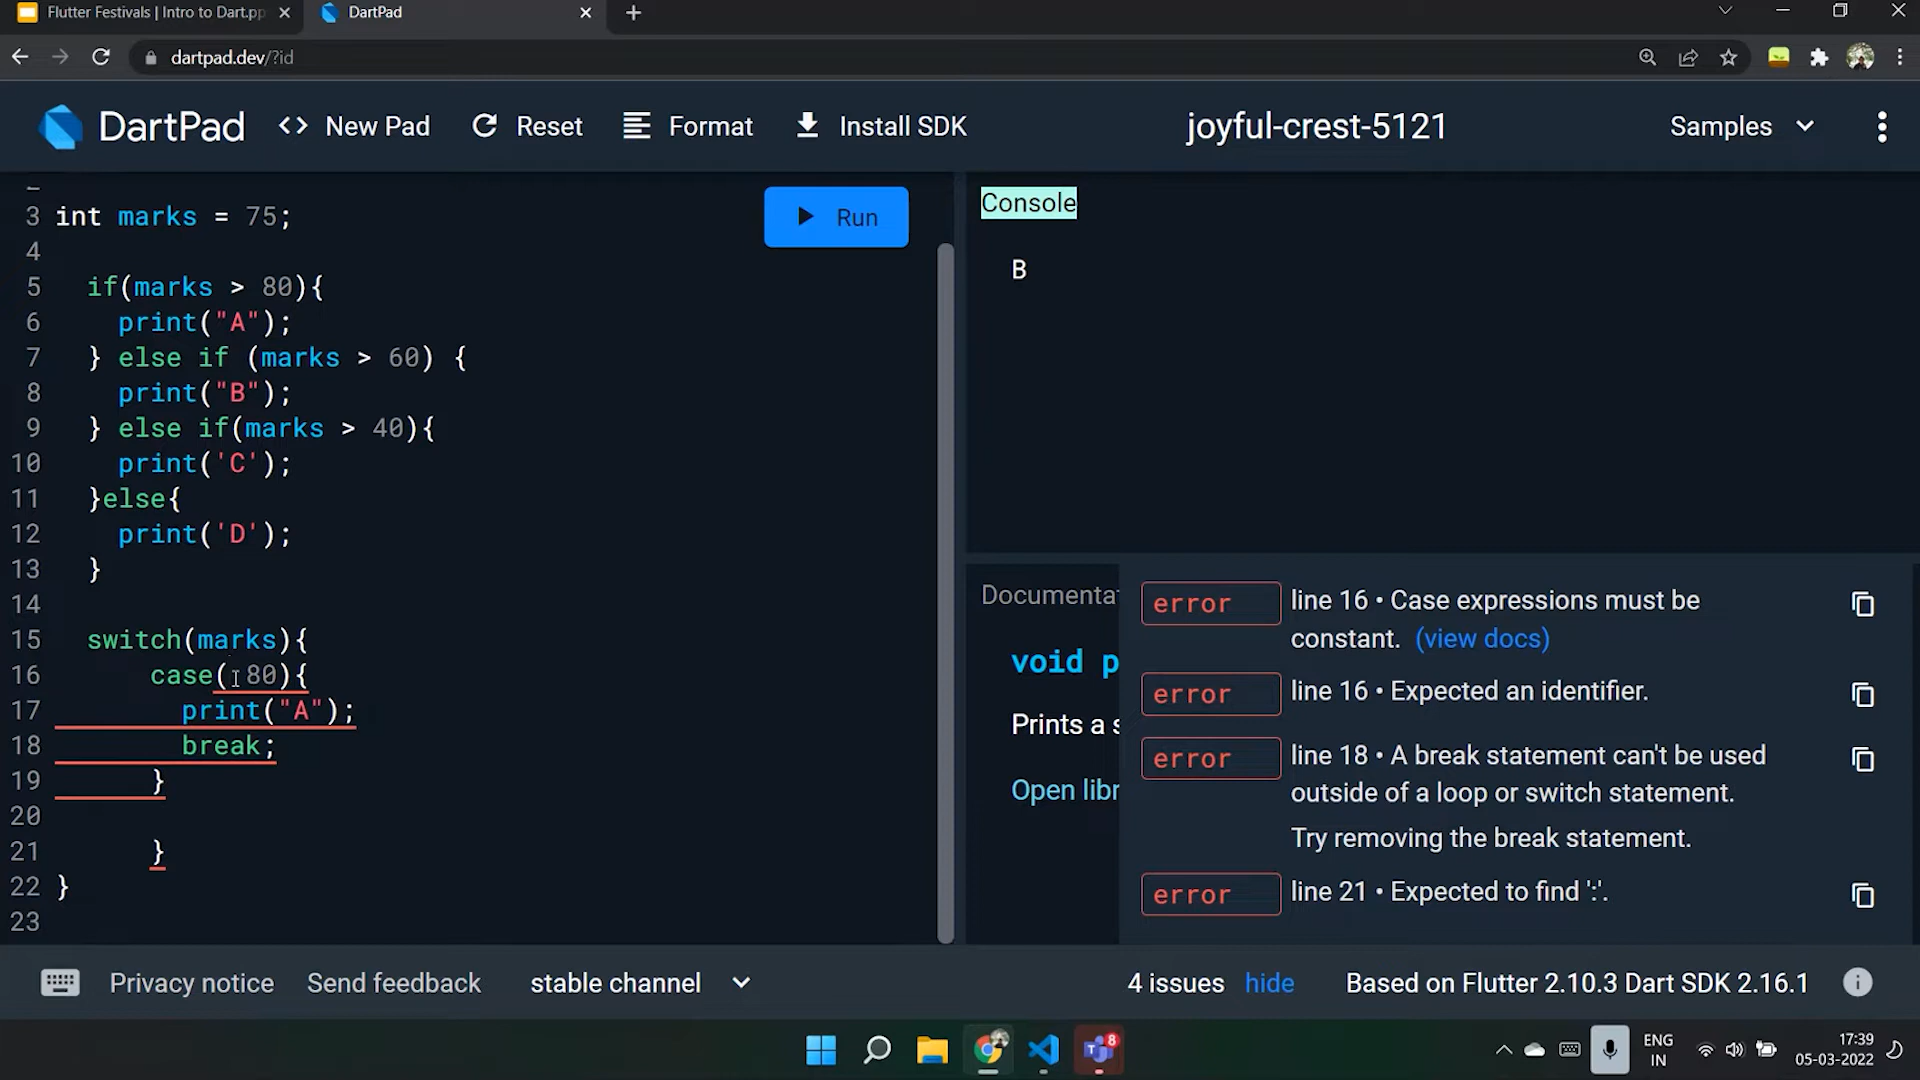 Flutter Festivals | Intro to Dart.pp
DartPad
dartpad.dev/?id
DartPad
<> New Pad
Reset
Format
Install SDK
joyful-crest-5121
Samples
Run
3 int marks = 75;
4
5 if(marks > 80){
6 print("A");
7 } else if (marks > 60) {
8 print("B");
9 } else if(marks > 40){
10 print('C');
11 }else{
12 print('D');
13 }
14
15 switch(marks){
16 case( 80){
17 print("A");
18 break;
19 }
20
21 }
22 }
23
Console
B
Documenta
void p
Prints a s
Open libr
error line 16 • Case expressions must be
constant. (view docs)
error line 16 • Expected an identifier.
error line 18 • A break statement can't be used
outside of a loop or switch statement.
Try removing the break statement.
error line 21 • Expected to find ':'.
Privacy notice
Send feedback
stable channel
4 issues hide
Based on Flutter 2.10.3 Dart SDK 2.16.1
8
ENG
IN
17:39
05-03-2022